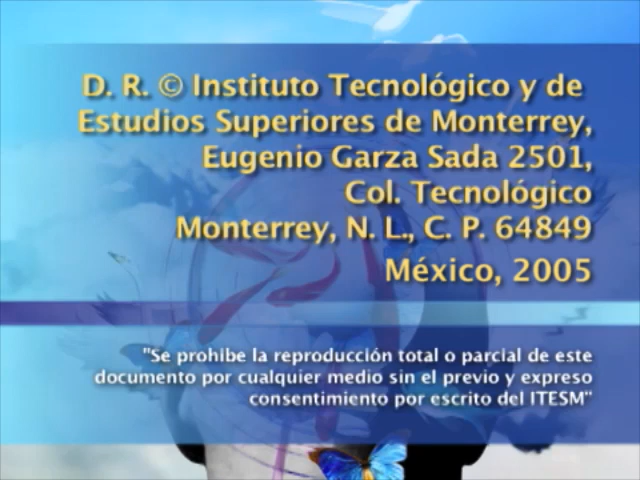 D. R. © Instituto Tecnológico y de
Estudios Superiores de Monterrey,
Eugenio Garza Sada 2501,
Col. Tecnológico
Monterrey, N. L., C. P. 64849
México, 2005
"Se prohibe la reproducción total o parcial de este
documento por cualquier medio sin el previo y expreso
consentimiento por escrito del ITESM"